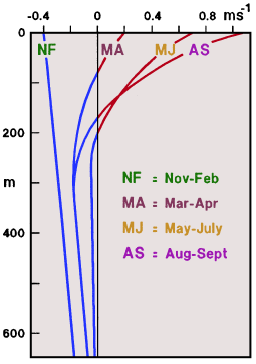 -0.4 0 0.4 0.8 ms-1
0 NF MA MJ AS
200
m
NF = Nov-Feb
MA = Mar-Apr
400
MJ = May-July
AS = Aug-Sept
600